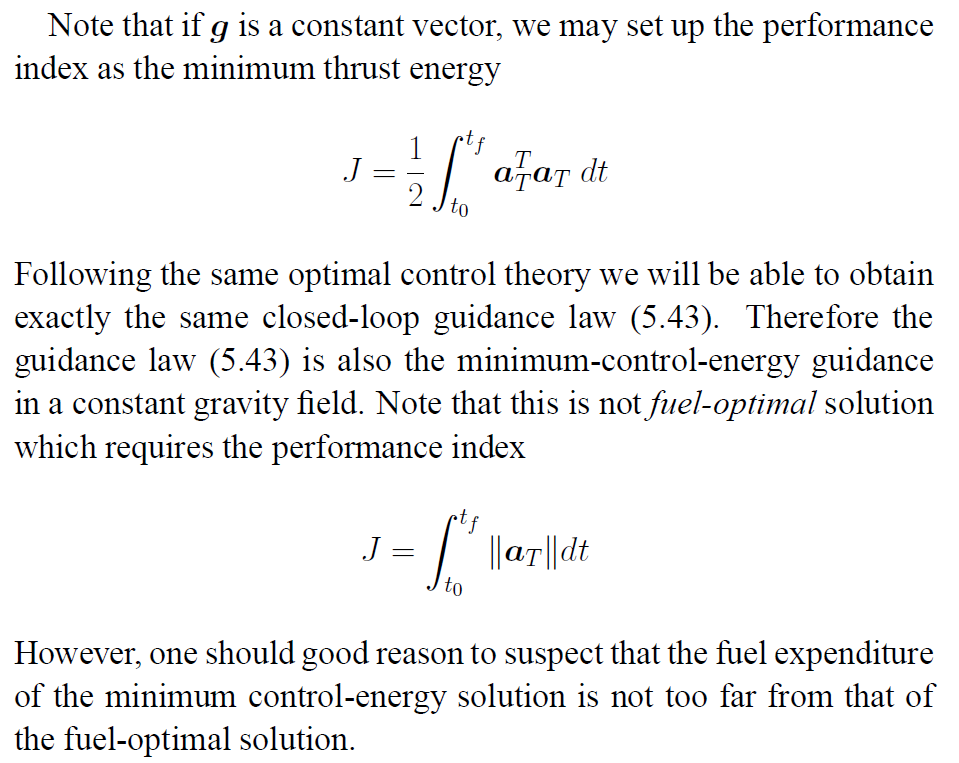 Note that if g is a constant vector, we may set up the performance
index as the minimum thrust energy
J = \frac{1}{2} \int_{t_0}^{t_f} a_T^T a_T dt
Following the same optimal control theory we will be able to obtain
exactly the same closed-loop guidance law (5.43). Therefore the
guidance law (5.43) is also the minimum-control-energy guidance
in a constant gravity field. Note that this is not fuel-optimal solution
which requires the performance index
J = \int_{t_0}^{t_f} \|a_T\| dt
However, one should good reason to suspect that the fuel expenditure
of the minimum control-energy solution is not too far from that of
the fuel-optimal solution.